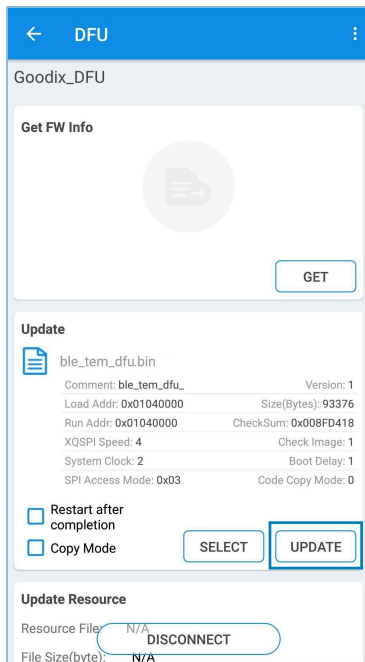 DFU
Goodix_DFU
Get FW Info
GET
Update
ble_tem_dfu.bin
Comment: ble_tem_dfu_ Version: 1
Load Addr: 0x01040000 Size(Bytes): 93376
Run Addr: 0x01040000 CheckSum: 0x008FD418
XQSPI Speed: 4 Check Image: 1
System Clock: 2 Boot Delay: 1
SPI Access Mode: 0x03 Code Copy Mode: 0
Restart after
completion
Copy Mode SELECT UPDATE
Update Resource
Resource File: N/A
DISCONNECT
File Size(byte): N/A